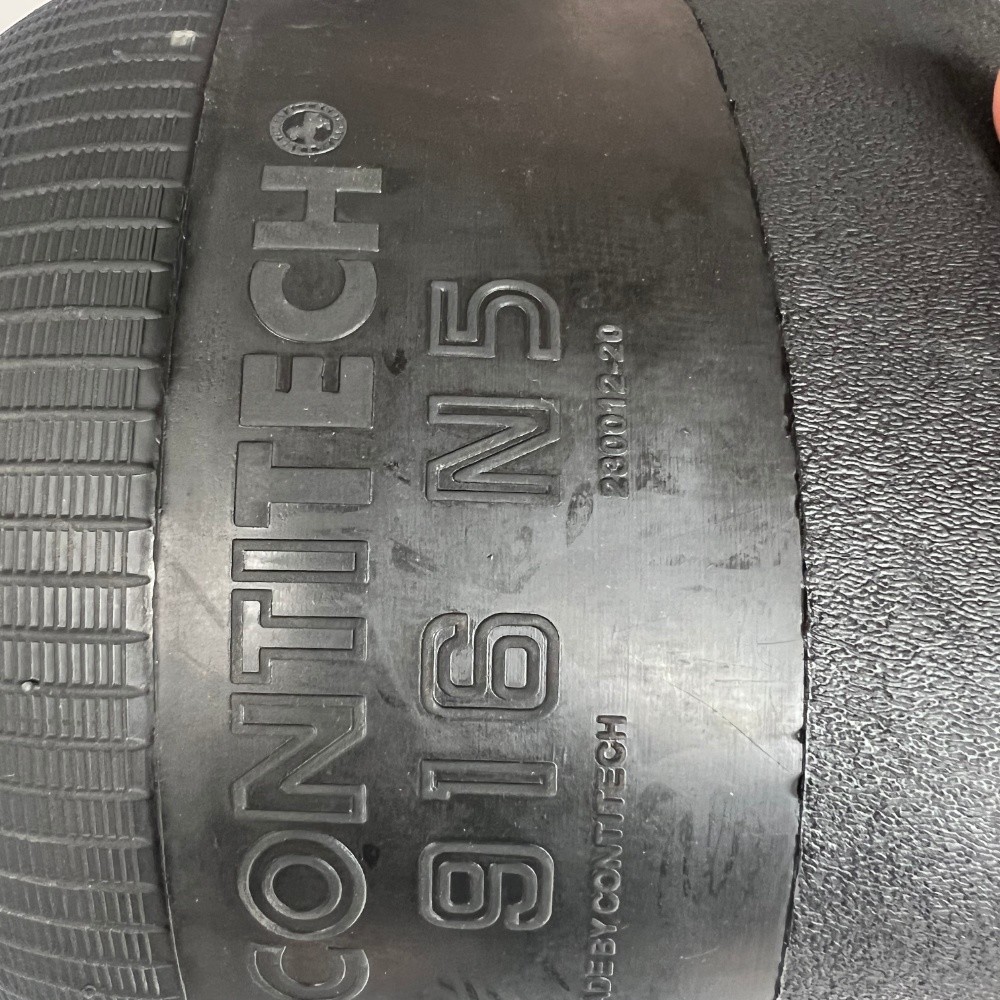 CONTITECH
916 N5
DE BY CONTITECH 230012-20